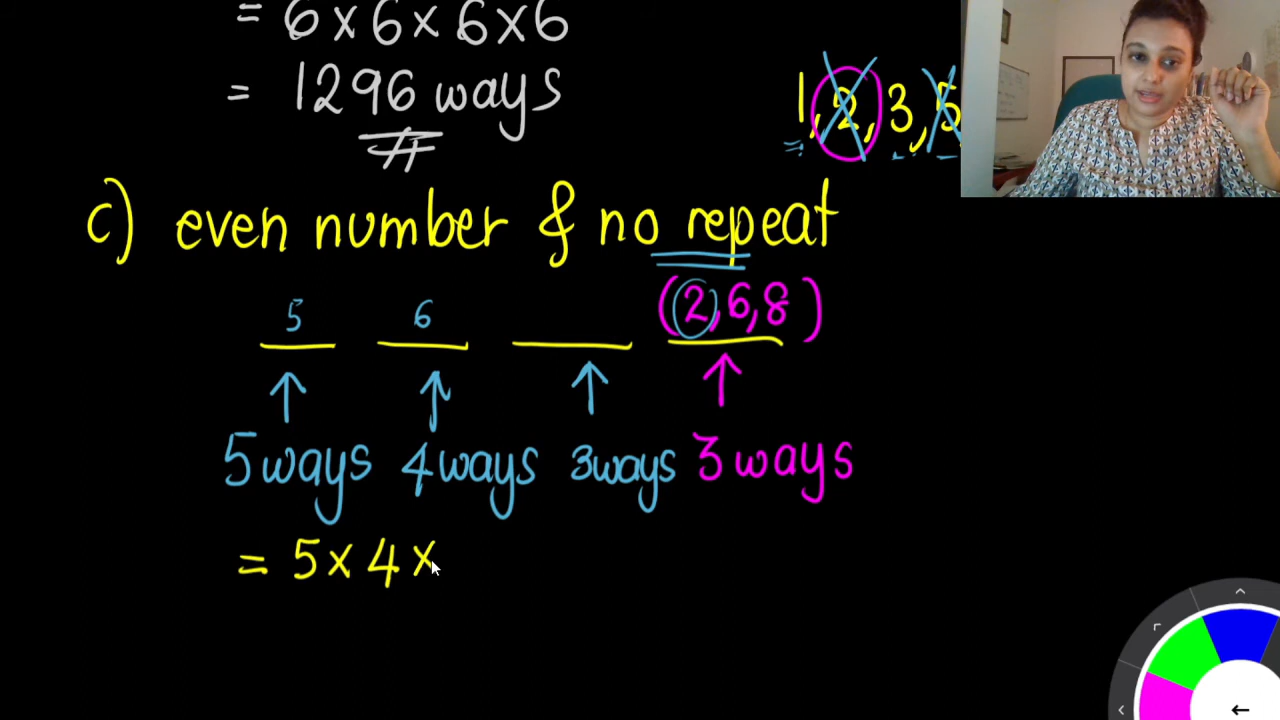 = 6 x 6 x 6 x 6
= 1296 ways
1, 2, 3, 5
c) even number & no repeat
5 6 (2, 6, 8)
5 ways 4 ways 3 ways 3 ways
= 5 x 4 x